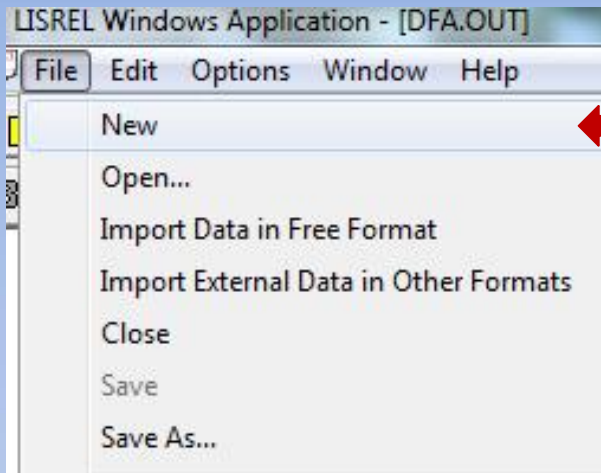 LISREL Windows Application - [DFA.OUT]
File Edit Options Window Help
New
Open...
Import Data in Free Format
Import External Data in Other Formats
Close
Save
Save As...